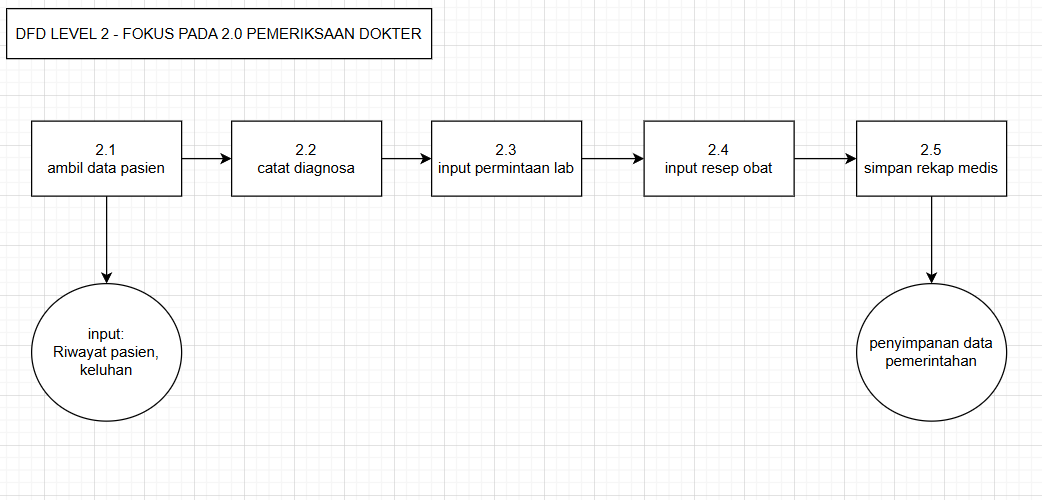 DFD LEVEL 2 - FOKUS PADA 2.0 PEMERIKSAAN DOKTER
2.1
ambil data pasien
2.2
catat diagnosa
2.3
input permintaan lab
2.4
input resep obat
2.5
simpan rekap medis
input:
Riwayat pasien,
keluhan
penyimpanan data
pemerintahan